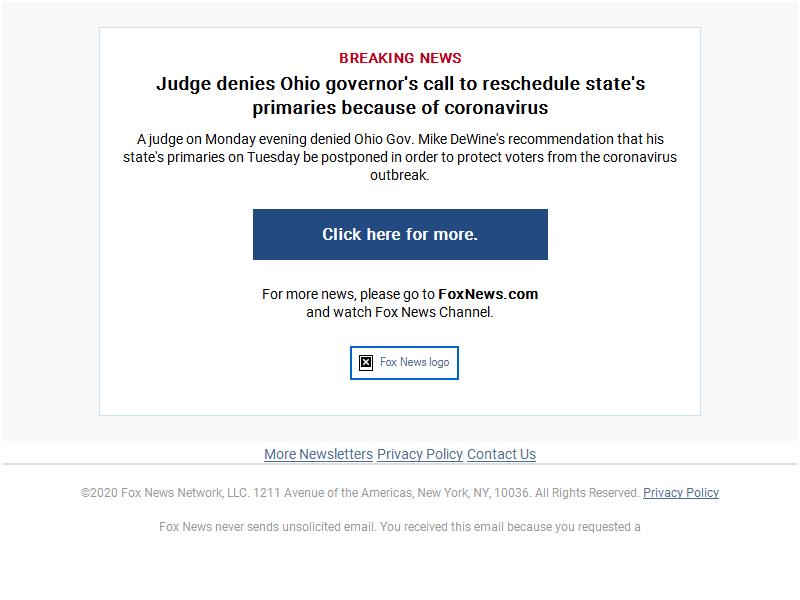 BREAKING NEWS
Judge denies Ohio governor's call to reschedule state's
primaries because of coronavirus
A judge on Monday evening denied Ohio Gov. Mike DeWine's recommendation that his
state's primaries on Tuesday be postponed in order to protect voters from the coronavirus
outbreak.
Click here for more.
For more news, please go to FoxNews.com
and watch Fox News Channel.
Fox News logo
More Newsletters Privacy Policy Contact Us
©2020 Fox News Network, LLC. 1211 Avenue of the Americas, New York, NY, 10036. All Rights Reserved. Privacy Policy
Fox News never sends unsolicited email. You received this email because you requested a